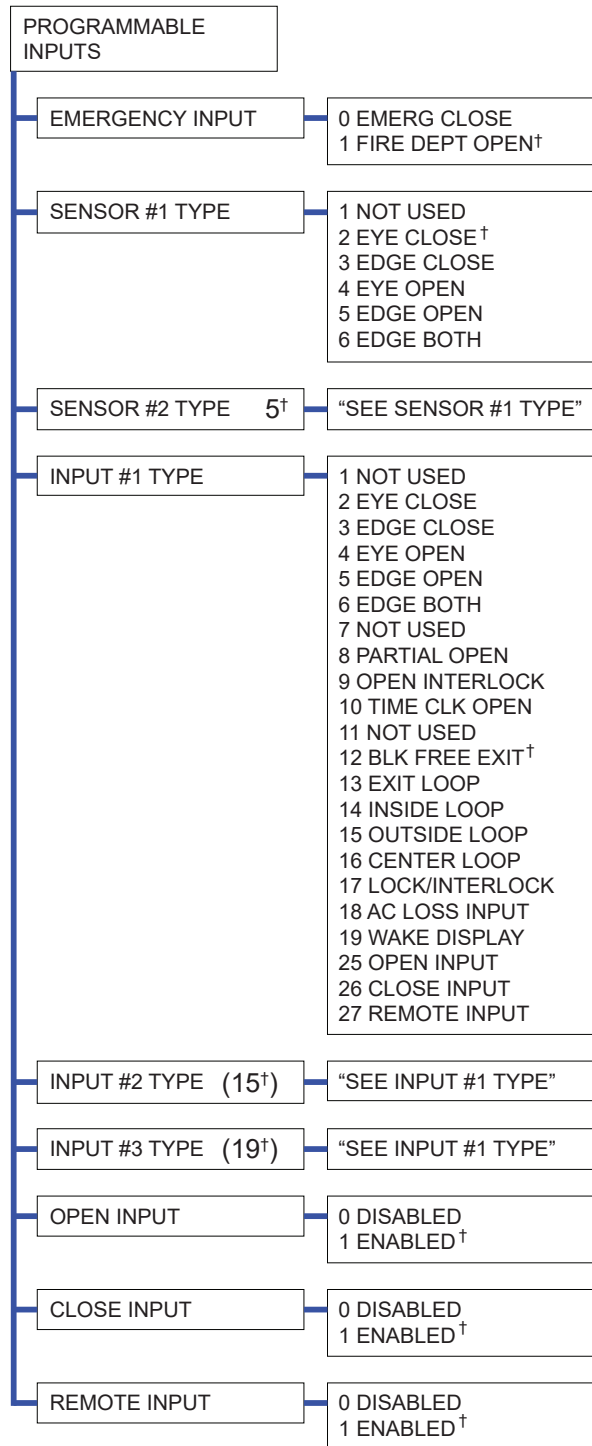 PROGRAMMABLE
INPUTS
EMERGENCY INPUT
0 EMERG CLOSE
1 FIRE DEPT OPEN†
SENSOR #1 TYPE
1 NOT USED
2 EYE CLOSE†
3 EDGE CLOSE
4 EYE OPEN
5 EDGE OPEN
6 EDGE BOTH
SENSOR #2 TYPE 5†
“SEE SENSOR #1 TYPE”
INPUT #1 TYPE
1 NOT USED
2 EYE CLOSE
3 EDGE CLOSE
4 EYE OPEN
5 EDGE OPEN
6 EDGE BOTH
7 NOT USED
8 PARTIAL OPEN
9 OPEN INTERLOCK
10 TIME CLK OPEN
11 NOT USED
12 BLK FREE EXIT†
13 EXIT LOOP
14 INSIDE LOOP
15 OUTSIDE LOOP
16 CENTER LOOP
17 LOCK/INTERLOCK
18 AC LOSS INPUT
19 WAKE DISPLAY
25 OPEN INPUT
26 CLOSE INPUT
27 REMOTE INPUT
INPUT #2 TYPE (15†)
“SEE INPUT #1 TYPE”
INPUT #3 TYPE (19†)
“SEE INPUT #1 TYPE”
OPEN INPUT
0 DISABLED
1 ENABLED†
CLOSE INPUT
0 DISABLED
1 ENABLED†
REMOTE INPUT
0 DISABLED
1 ENABLED†